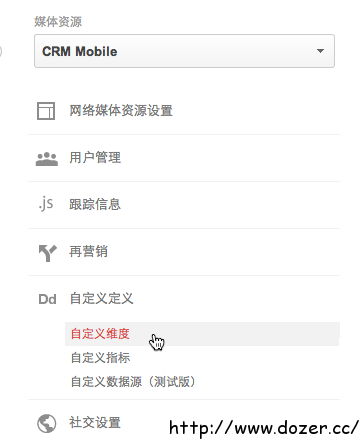 媒体资源
CRM Mobile
网络媒体资源设置
用户管理
.js 跟踪信息
再营销
Dd 自定义定义
自定义维度
自定义指标
自定义数据源（测试版）
社交设置
http://www.dozer.cc/